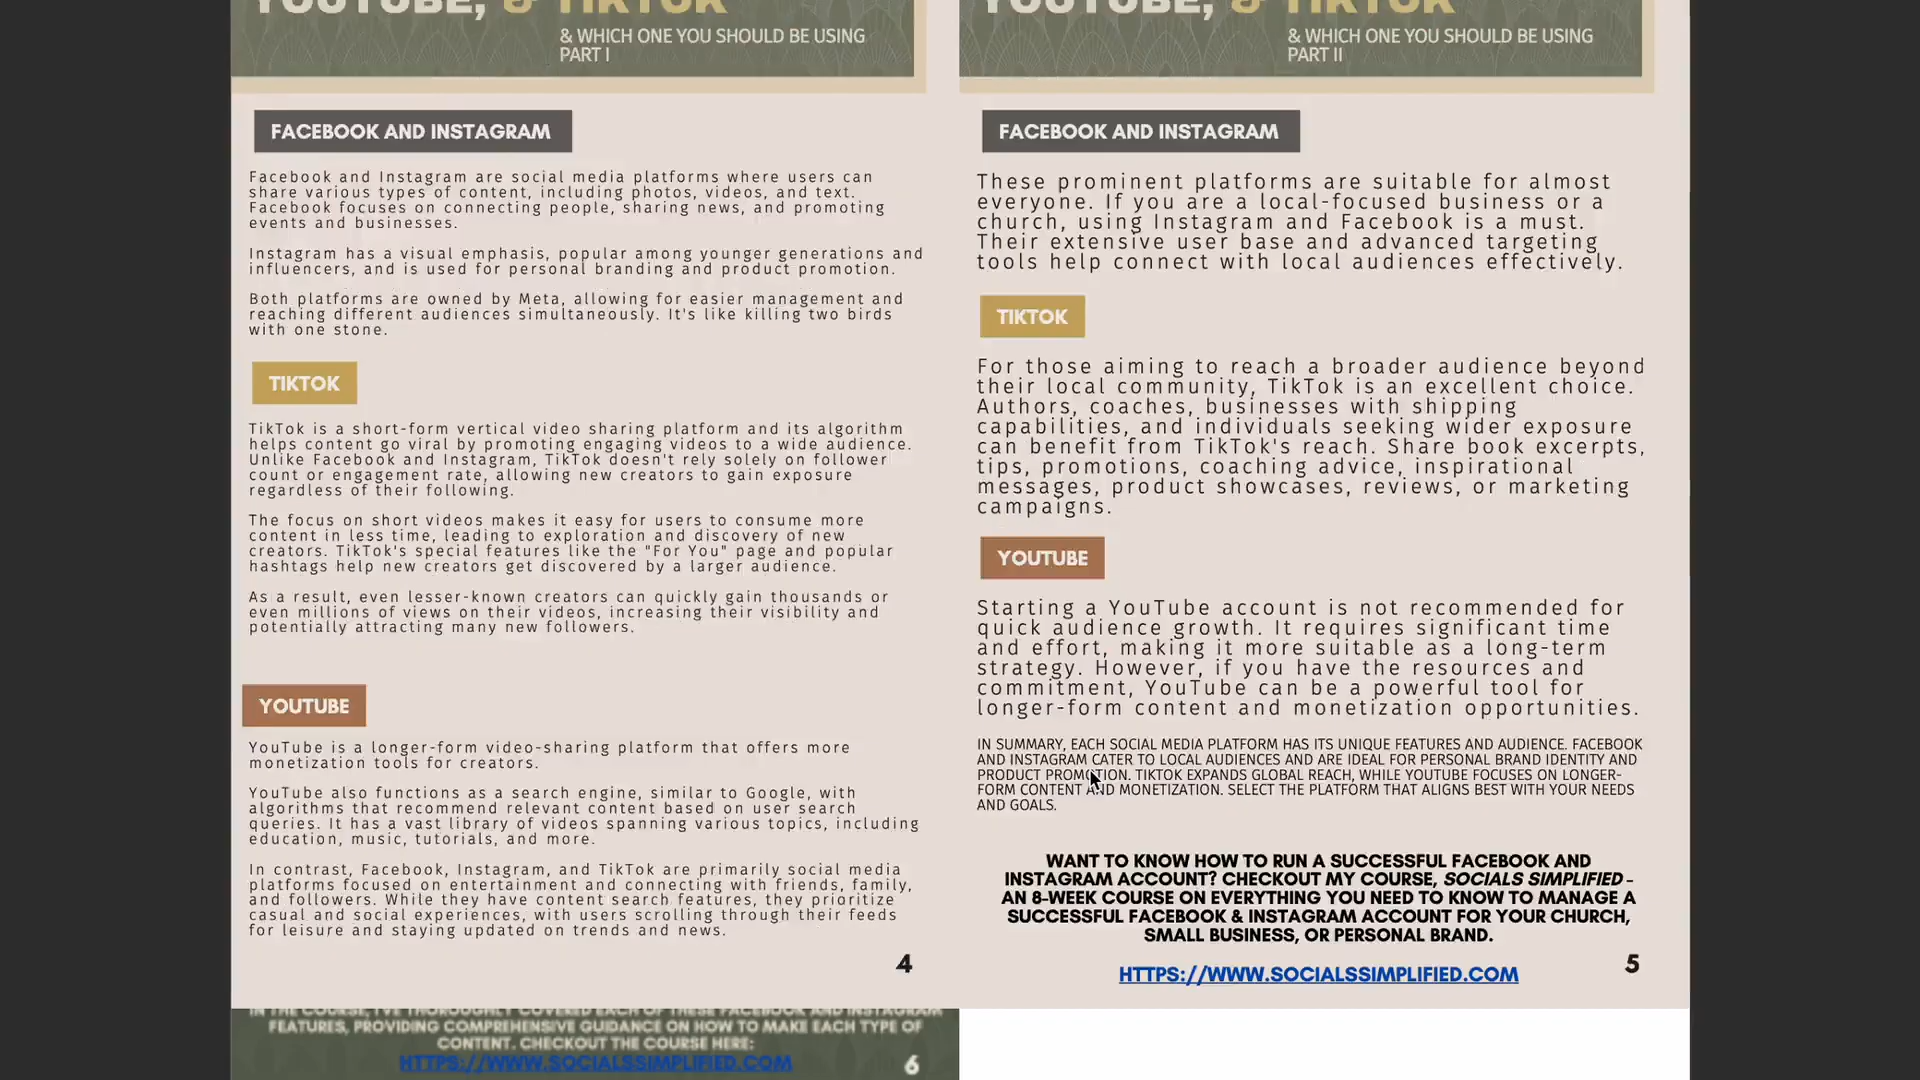 YOUTUBE, & TIKTOK
& WHICH ONE YOU SHOULD BE USING
PART I
FACEBOOK AND INSTAGRAM
Facebook and Instagram are social media platforms where users can
share various types of content, including photos, videos, and text.
Facebook focuses on connecting people, sharing news, and promoting
events and businesses.
Instagram has a visual emphasis, popular among younger generations and
influencers, and is used for personal branding and product promotion.
Both platforms are owned by Meta, allowing for easier management and
reaching different audiences simultaneously. It's like killing two birds
with one stone.
TIKTOK
TikTok is a short-form vertical video sharing platform and its algorithm
helps content go viral by promoting engaging videos to a wide audience.
Unlike Facebook and Instagram, TikTok doesn't rely solely on follower
count or engagement rate, allowing new creators to gain exposure
regardless of their following.
The focus on short videos makes it easy for users to consume more
content in less time, leading to exploration and discovery of new
creators. TikTok's special features like the "For You" page and popular
hashtags help new creators get discovered by a larger audience.
As a result, even lesser-known creators can quickly gain thousands or
even millions of views on their videos, increasing their visibility and
potentially attracting many new followers.
YOUTUBE
YouTube is a longer-form video-sharing platform that offers more
monetization tools for creators.
YouTube also functions as a search engine, similar to Google, with
algorithms that recommend relevant content based on user search
queries. It has a vast library of videos spanning various topics, including
education, music, tutorials, and more.
In contrast, Facebook, Instagram, and TikTok are primarily social media
platforms focused on entertainment and connecting with friends, family,
and followers. While they have content search features, they prioritize
casual and social experiences, with users scrolling through their feeds
for leisure and staying updated on trends and news.
4
YOUTUBE, & TIKTOK
& WHICH ONE YOU SHOULD BE USING
PART II
FACEBOOK AND INSTAGRAM
These prominent platforms are suitable for almost
everyone. If you are a local-focused business or a
church, using Instagram and Facebook is a must.
Their extensive user base and advanced targeting
tools help connect with local audiences effectively.
TIKTOK
For those aiming to reach a broader audience beyond
their local community, TikTok is an excellent choice.
Authors, coaches, businesses with shipping
capabilities, and individuals seeking wider exposure
can benefit from TikTok's reach. Share book excerpts,
tips, promotions, coaching advice, inspirational
messages, product showcases, reviews, or marketing
campaigns.
YOUTUBE
Starting a YouTube account is not recommended for
quick audience growth. It requires significant time
and effort, making it more suitable as a long-term
strategy. However, if you have the resources and
commitment, YouTube can be a powerful tool for
longer-form content and monetization opportunities.
IN SUMMARY, EACH SOCIAL MEDIA PLATFORM HAS ITS UNIQUE FEATURES AND AUDIENCE. FACEBOOK
AND INSTAGRAM CATER TO LOCAL AUDIENCES AND ARE IDEAL FOR PERSONAL BRAND IDENTITY AND
PRODUCT PROMOTION. TIKTOK EXPANDS GLOBAL REACH, WHILE YOUTUBE FOCUSES ON LONGER-
FORM CONTENT AND MONETIZATION. SELECT THE PLATFORM THAT ALIGNS BEST WITH YOUR NEEDS
AND GOALS.
WANT TO KNOW HOW TO RUN A SUCCESSFUL FACEBOOK AND
INSTAGRAM ACCOUNT? CHECKOUT MY COURSE, SOCIALS SIMPLIFIED -
AN 8-WEEK COURSE ON EVERYTHING YOU NEED TO KNOW TO MANAGE A
SUCCESSFUL FACEBOOK & INSTAGRAM ACCOUNT FOR YOUR CHURCH,
SMALL BUSINESS, OR PERSONAL BRAND.
HTTPS://WWW.SOCIALSSIMPLIFIED.COM
5
IN THE COURSE, I'VE THOROUGHLY COVERED EACH OF THESE FACEBOOK AND INSTAGRAM
FEATURES, PROVIDING COMPREHENSIVE GUIDANCE ON HOW TO MAKE EACH TYPE OF
CONTENT. CHECKOUT THE COURSE HERE:
HTTPS://WWW.SOCIALSSIMPLIFIED.COM
6